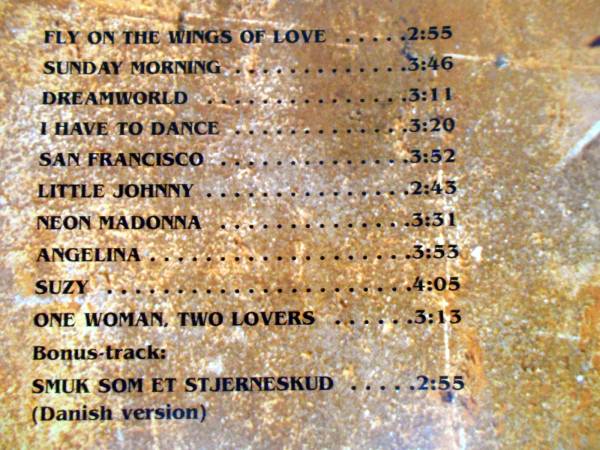 FLY ON THE WINGS OF LOVE .....2:55
SUNDAY MORNING ............3:46
DREAMWORLD ..............3:11
I HAVE TO DANCE ............3:20
SAN FRANCISCO .............3:52
LITTLE JOHNNY ..............2:43
NEON MADONNA .............3:31
ANGELINA ..................3:53
SUZY ......................4:05
ONE WOMAN, TWO LOVERS ......3:13
Bonus-track:
SMUK SOM ET STJERNESKUD .....2:55
(Danish version)